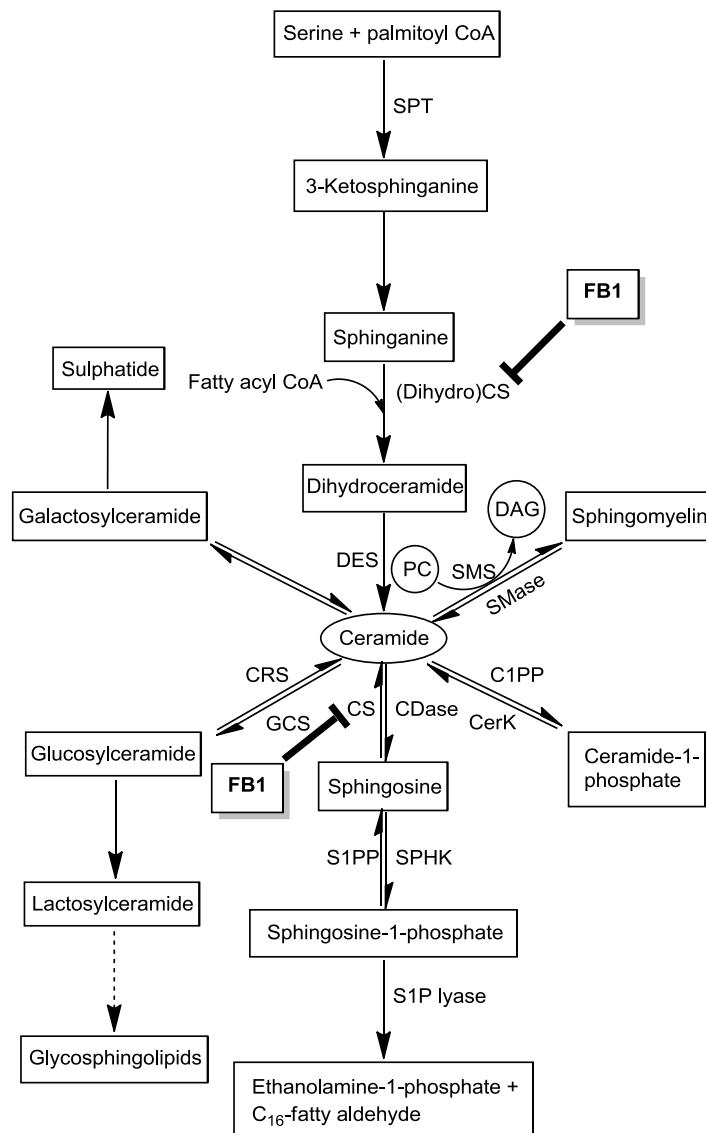 Serine + palmitoyl CoA
SPT
3-Ketosphinganine
FB1
Sphinganine
Sulphatide
Fatty acyl CoA
(Dihydro)CS
Dihydroceramide
DAG
Galactosylceramide
Sphingomyelin
DES
PC
SMS
SMase
Ceramide
CRS
C1PP
GCS
CS
CDase
CerK
Glucosylceramide
Ceramide-1-
phosphate
FB1
Sphingosine
S1PP
SPHK
Lactosylceramide
Sphingosine-1-phosphate
S1P lyase
Glycosphingolipids
Ethanolamine-1-phosphate +
C₁₆-fatty aldehyde